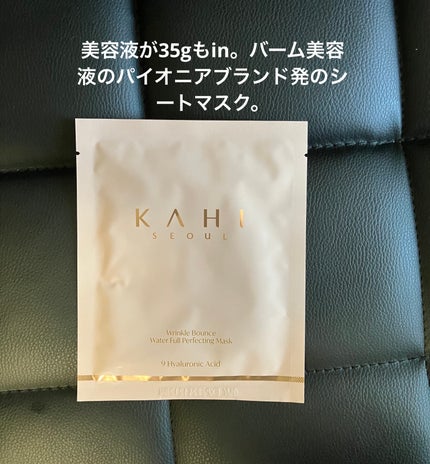 美容液が35gもin。バーム美容
液のパイオニアブランド発のシ
ートマスク。
KAHI
SEOUL
Wrinkle Bounce
Water Full Perfecting Mask
9 Hyaluronic Acid